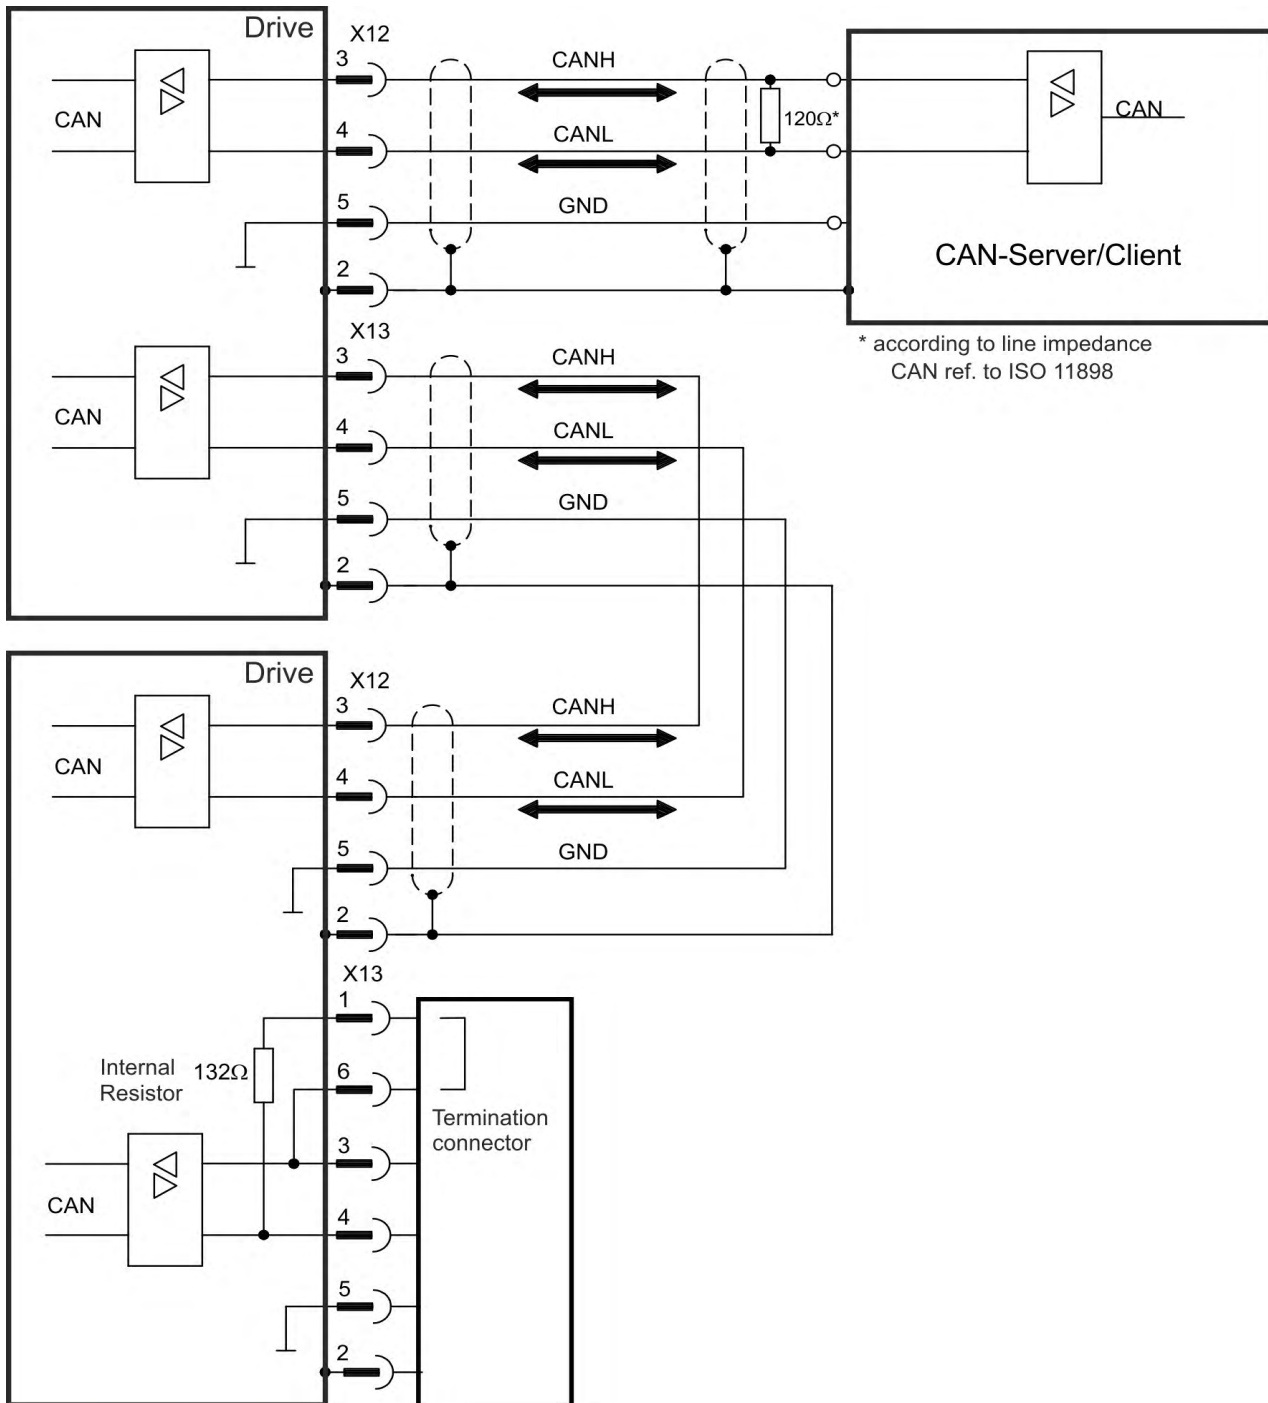 Drive
X12
3
CANH
CAN
120Ω*
CAN
4
CANL
5
GND
CAN-Server/Client
2
X13
* according to line impedance
CAN ref. to ISO 11898
3
CANH
CAN
4
CANL
5
GND
2
Drive
X12
3
CANH
CAN
4
CANL
5
GND
2
X13
1
Internal
Resistor
132Ω
6
Termination
connector
3
CAN
4
5
2